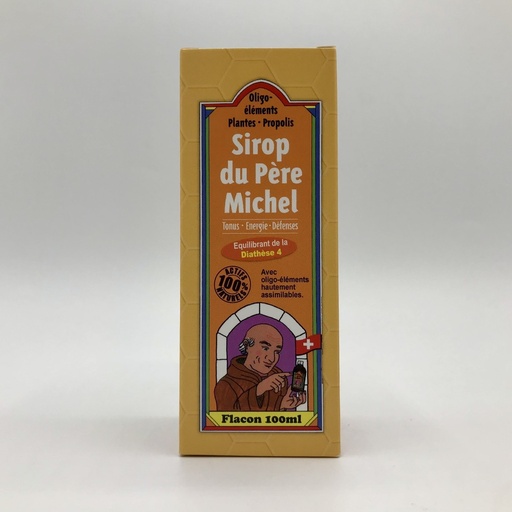 Oligo-
éléments
Plantes • Propolis
Sirop
du Père
Michel
Tonus • Energie • Défenses
Equilibrant de la
Diathèse 4
ACTIFS
100%
NATURELS
Avec
oligo-éléments
hautement
assimilables.
Flacon 100ml